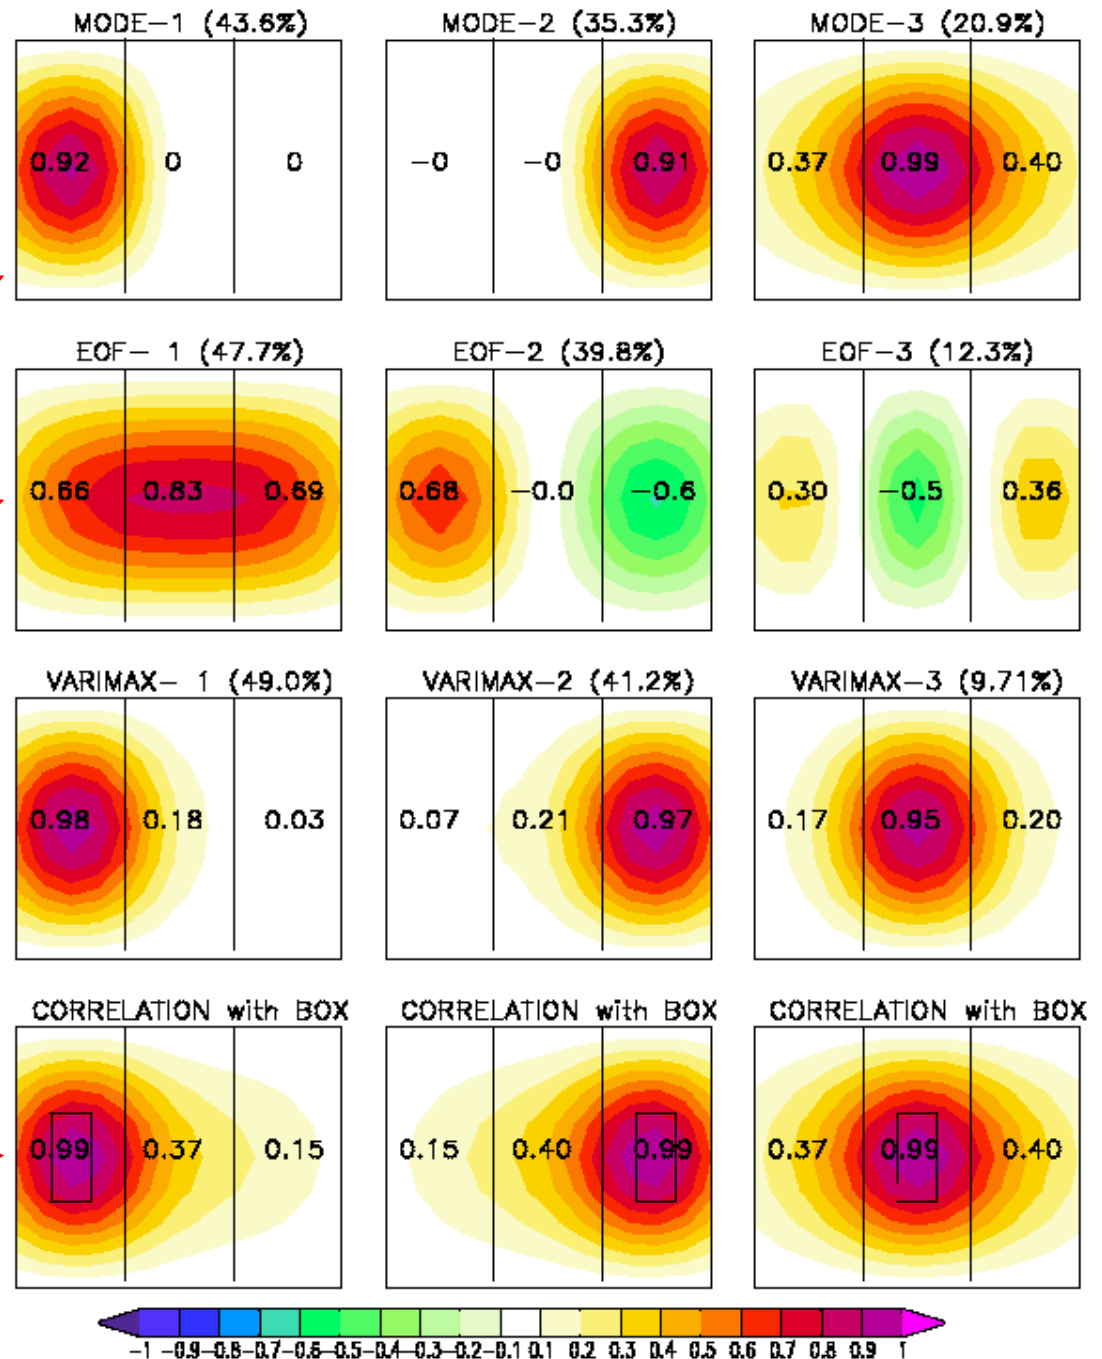 MODE-1 (43.6%) MODE-2 (35.3%) MODE-3 (20.9%)
0.92 0 0 -0 -0 0.91 0.37 0.99 0.40
EOF- 1 (47.7%) EOF-2 (39.8%) EOF-3 (12.3%)
0.66 0.83 0.69 0.68 -0.0 -0.6 0.30 -0.5 0.36
VARIMAX- 1 (49.0%) VARIMAX-2 (41.2%) VARIMAX-3 (9.71%)
0.98 0.18 0.03 0.07 0.21 0.97 0.17 0.95 0.20
CORRELATION with BOX CORRELATION with BOX CORRELATION with BOX
0.99 0.37 0.15 0.15 0.40 0.99 0.37 0.99 0.40
-1 -0.9 -0.8 -0.7 -0.6 -0.5 -0.4 -0.3 -0.2 -0.1 0.1 0.2 0.3 0.4 0.5 0.6 0.7 0.8 0.9 1